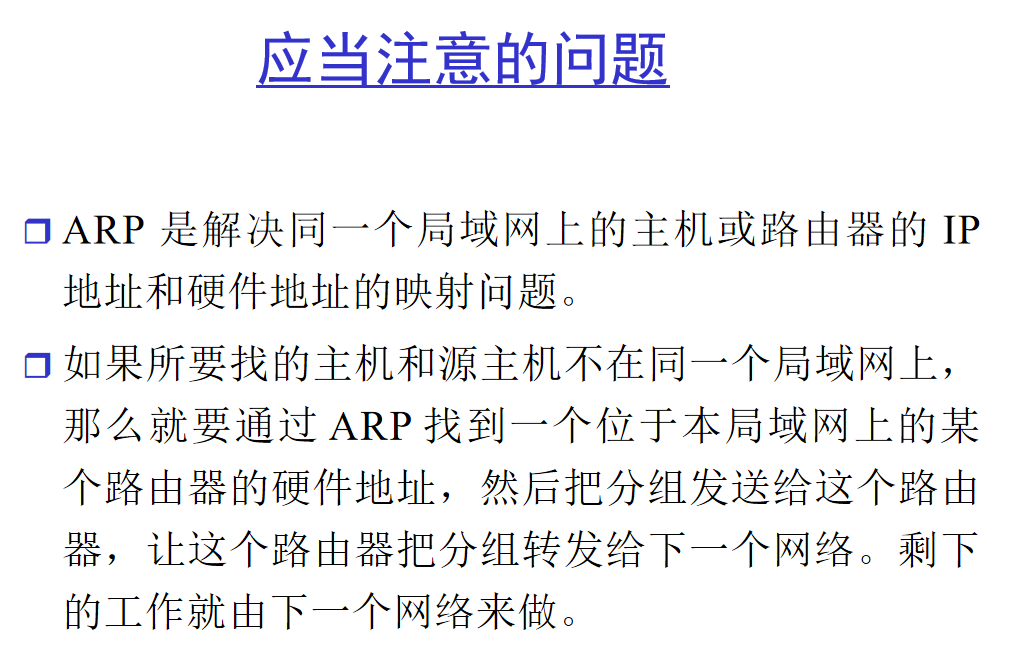 应当注意的问题
ARP 是解决同一个局域网上的主机或路由器的 IP
地址和硬件地址的映射问题。
如果所要找的主机和源主机不在同一个局域网上，
那么就要通过 ARP 找到一个位于本局域网上的某
个路由器的硬件地址，然后把分组发送给这个路由
器，让这个路由器把分组转发给下一个网络。剩下
的工作就由下一个网络来做。